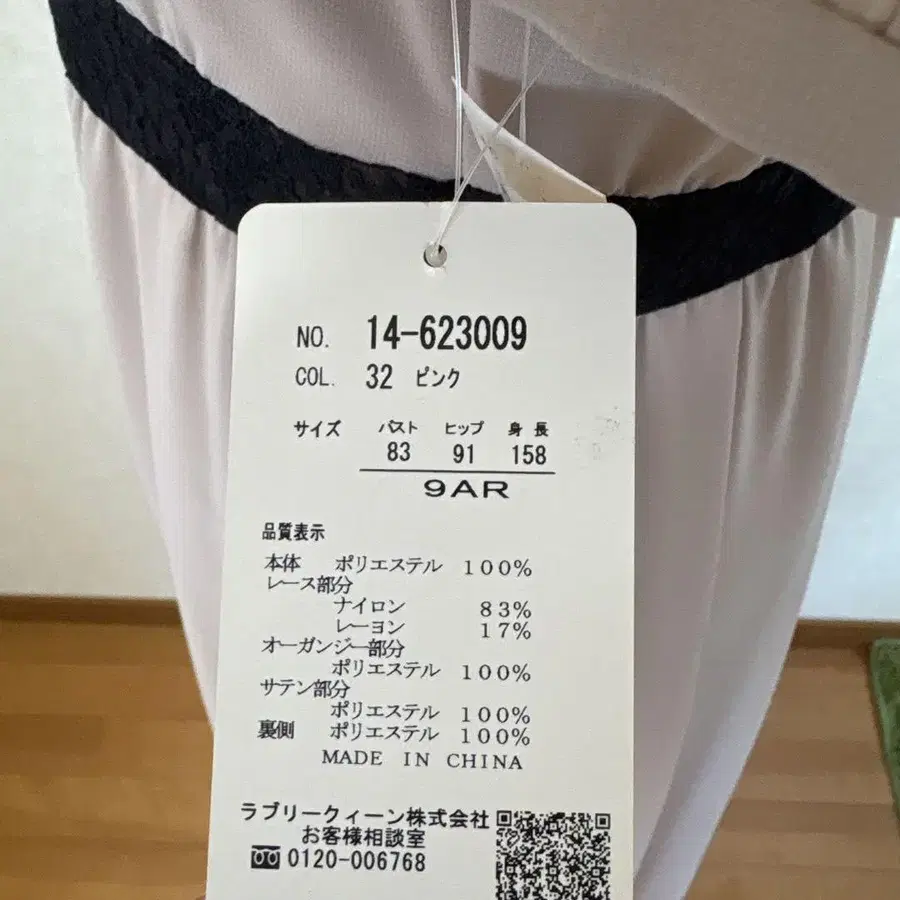 NO. 14-623009
COL. 32 ピンク
サイズ バスト ヒップ 身長
83 91 158
9AR
品質表示
本体 ポリエステル 100%
レース部分
ナイロン 83%
レーヨン 17%
オーガンジー部分
ポリエステル 100%
サテン部分
ポリエステル 100%
裏側 ポリエステル 100%
MADE IN CHINA
ラブリークィーン株式会社
お客様相談室
0120-006768